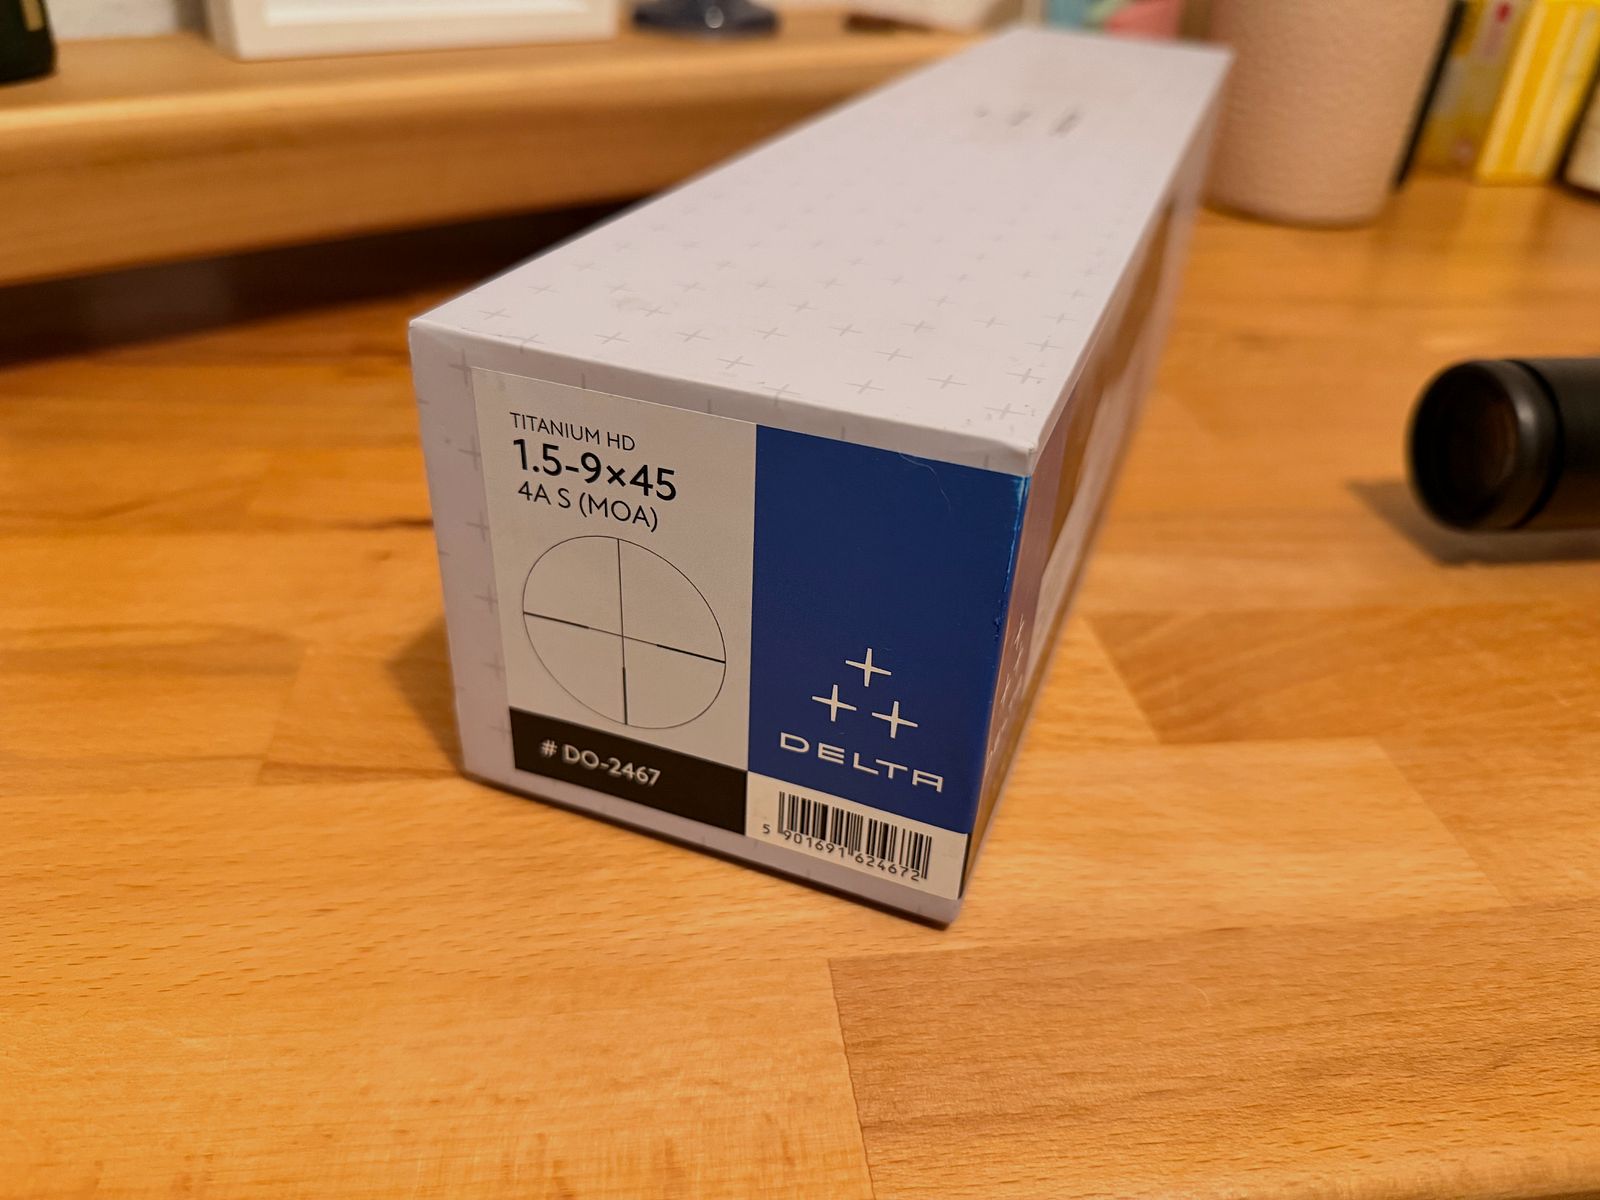 TITANIUM HD
1.5-9×45
4A S (MOA)
# DO-2467
DELTA
5 901691 624672